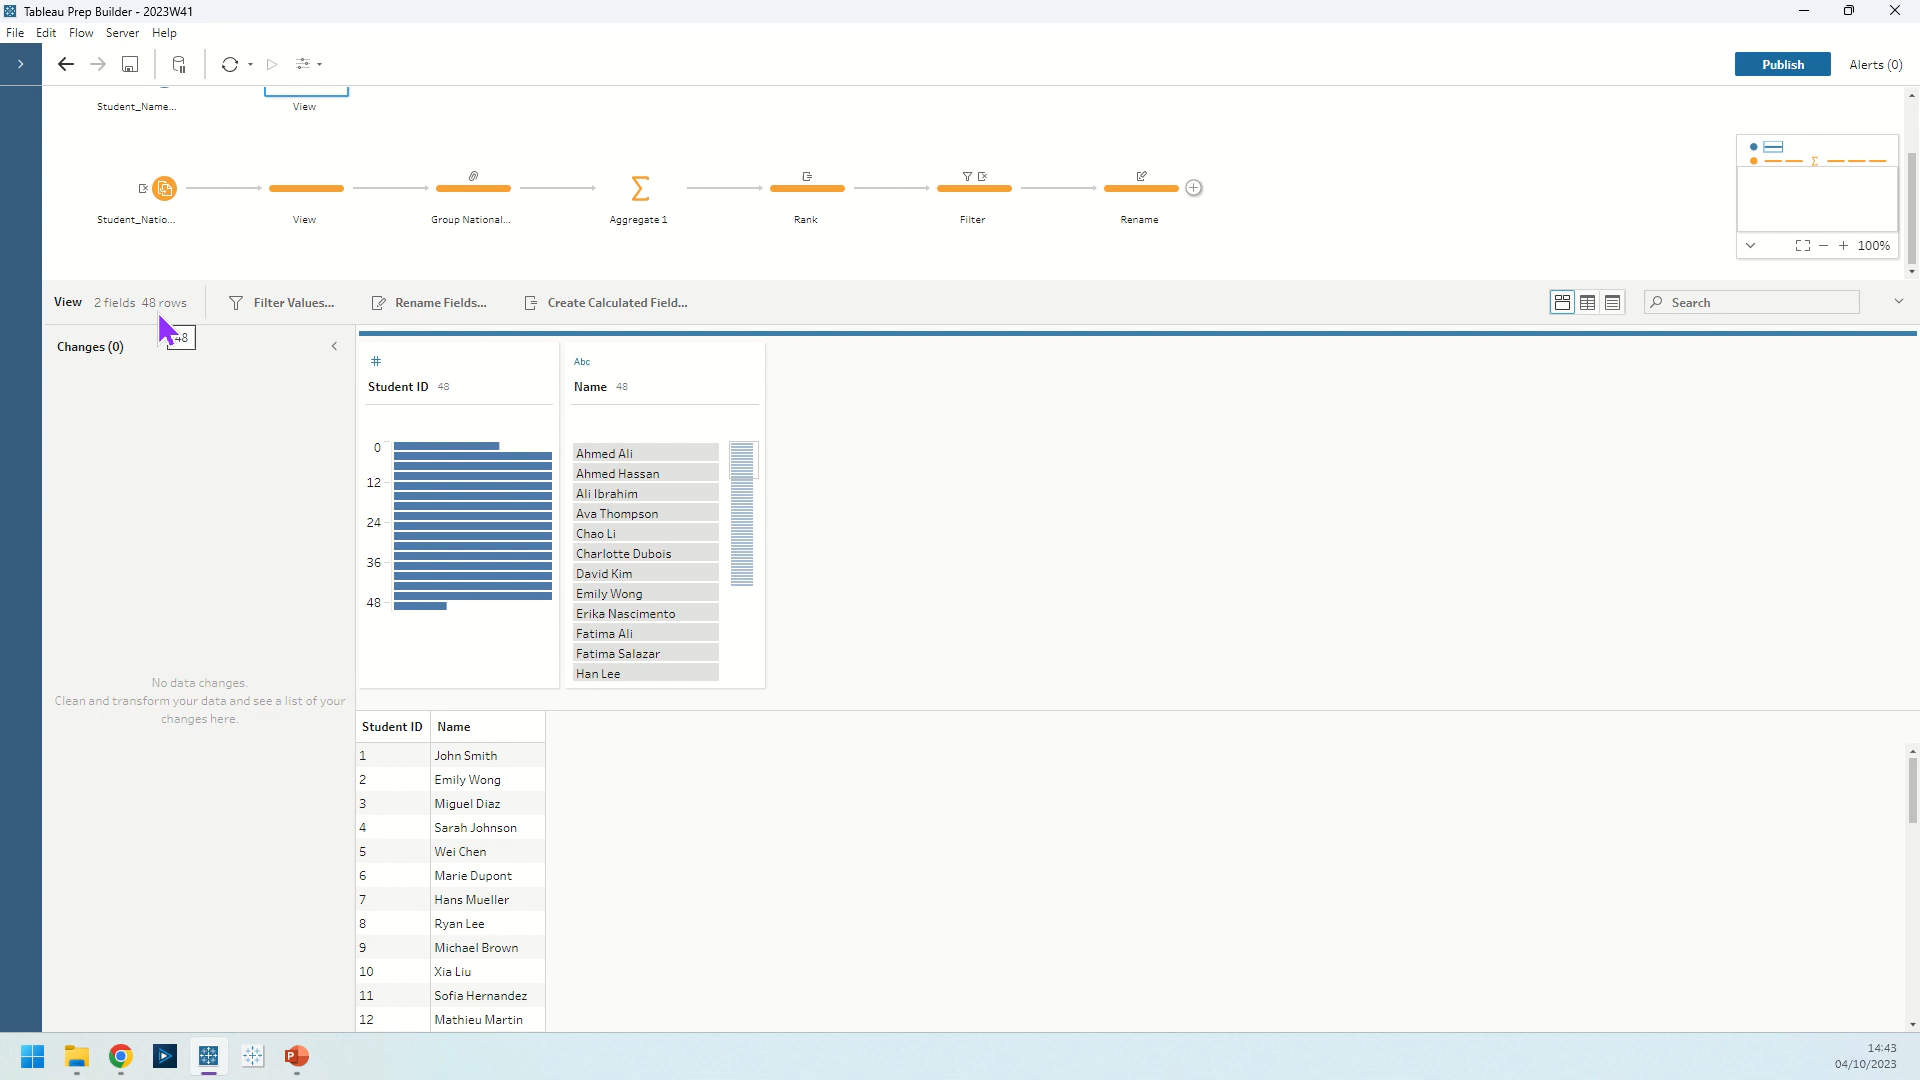 Tableau Prep Builder - 2023W41
File Edit Flow Server Help
Publish Alerts (0)
Student_Name... View
Student_Natio... View Group National... Aggregate 1 Rank Filter Rename
100%
View 2 fields 48 rows Filter Values... Rename Fields... Create Calculated Field... Search
Changes (0)
48
#
Abc
Student ID 48
Name 48
0
12
24
36
48
Ahmed Ali
Ahmed Hassan
Ali Ibrahim
Ava Thompson
Chao Li
Charlotte Dubois
David Kim
Emily Wong
Erika Nascimento
Fatima Ali
Fatima Salazar
Han Lee
No data changes.
Clean and transform your data and see a list of your
changes here.
Student ID Name
1 John Smith
2 Emily Wong
3 Miguel Diaz
4 Sarah Johnson
5 Wei Chen
6 Marie Dupont
7 Hans Mueller
8 Ryan Lee
9 Michael Brown
10 Xia Liu
11 Sofia Hernandez
12 Mathieu Martin
14:43
04/10/2023